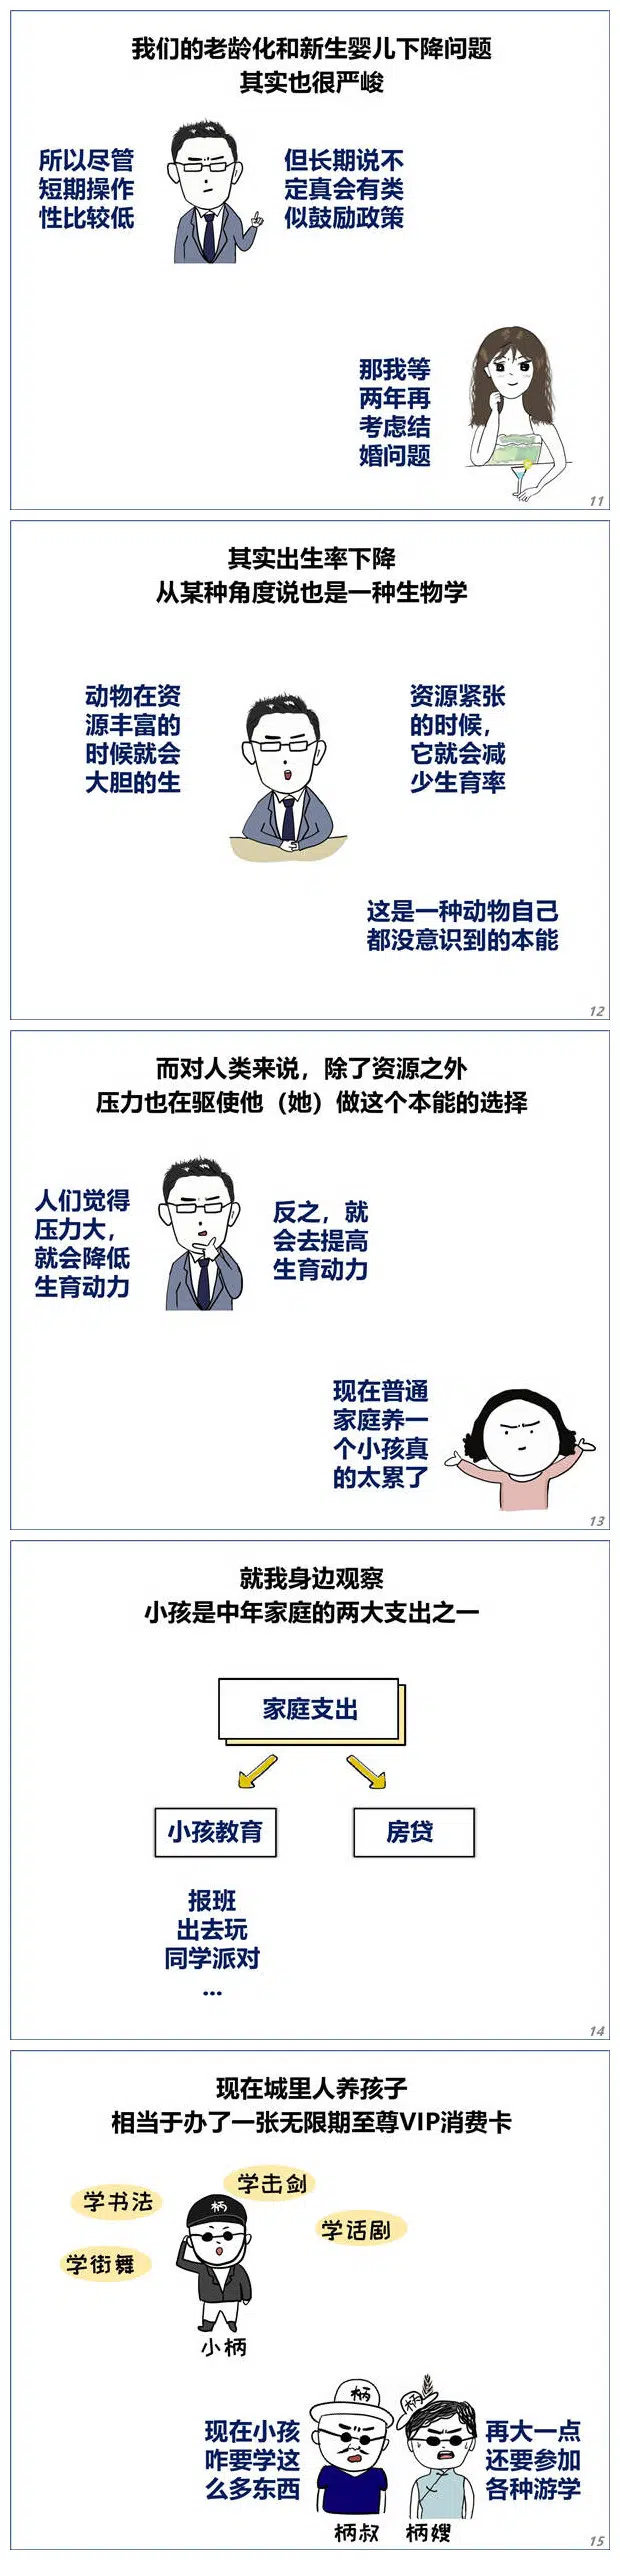 我们的老龄化和新生婴儿下降问题
其实也很严峻
所以尽管
短期操作
性比较低
但长期说不
定真会有类
似鼓励政策
那我等
两年再
考虑结
婚问题
11
其实出生率下降
从某种角度说也是一种生物学
动物在资
源丰富的
时候就会
大胆的生
资源紧张
的时候，
它就会减
少生育率
这是一种动物自己
都没意识到的本能
12
而对人类来说，除了资源之外
压力也在驱使他（她）做这个本能的选择
人们觉得
压力大，
就会降低
生育动力
反之，就
会去提高
生育动力
现在普通
家庭养一
个小孩真
的太累了
13
就我身边观察
小孩是中年家庭的两大支出之一
家庭支出
小孩教育
房贷
报班
出去玩
同学派对
...
14
现在城里人养孩子
相当于办了一张无限期至尊VIP消费卡
学击剑
学书法
柄
学话剧
学街舞
小柄
柄
柄
现在小孩
咋要学这
么多东西
再大一点
还要参加
各种游学
柄叔
柄嫂
15